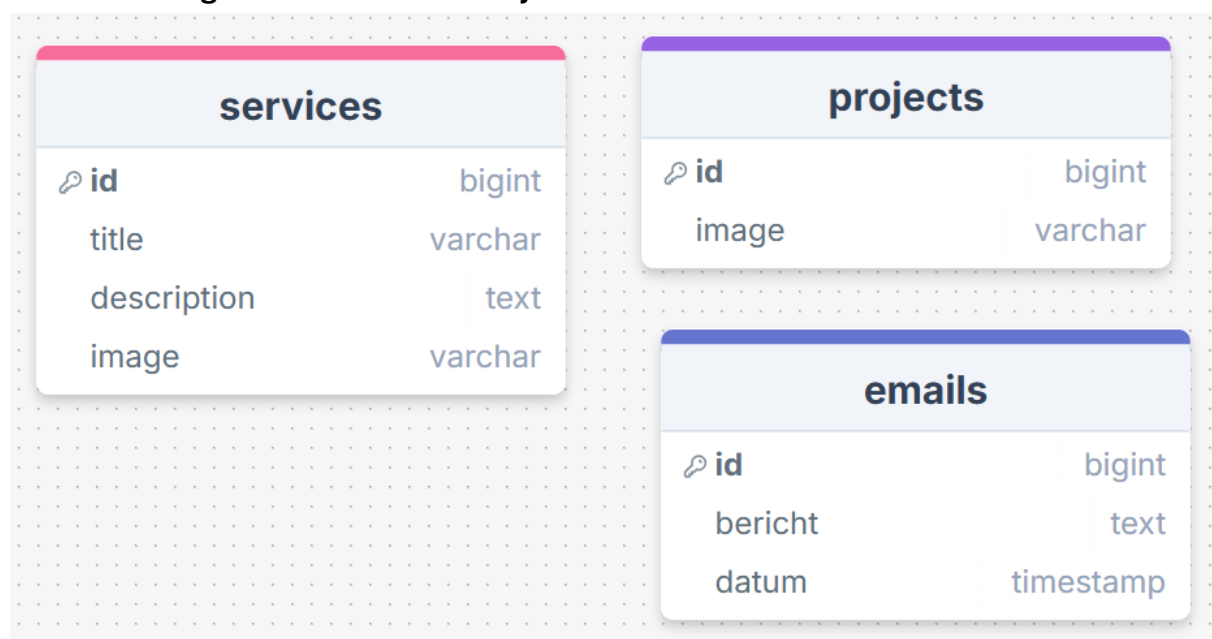 services
id bigint
title varchar
description text
image varchar
projects
id bigint
image varchar
emails
id bigint
bericht text
datum timestamp